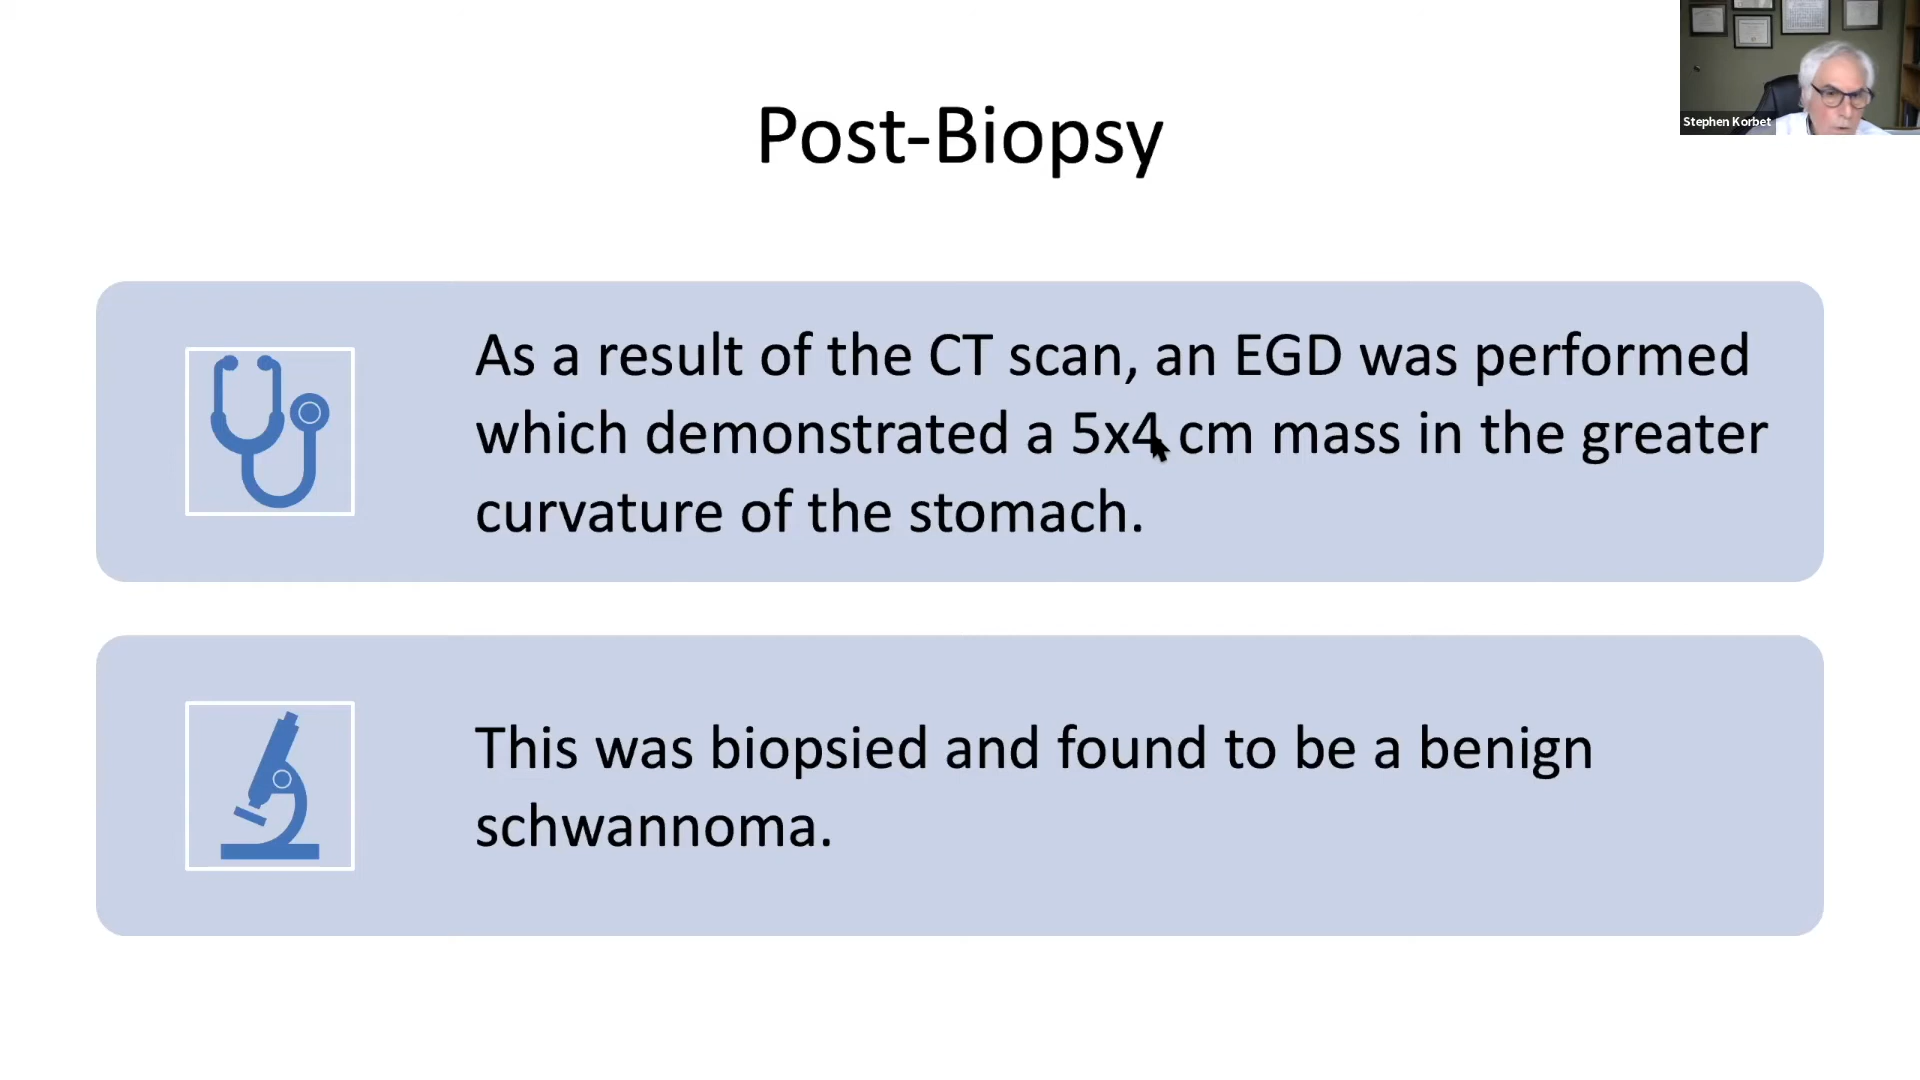 Post-Biopsy
Stephen Korbet
As a result of the CT scan, an EGD was performed
which demonstrated a 5x4 cm mass in the greater
curvature of the stomach.
This was biopsied and found to be a benign
schwannoma.